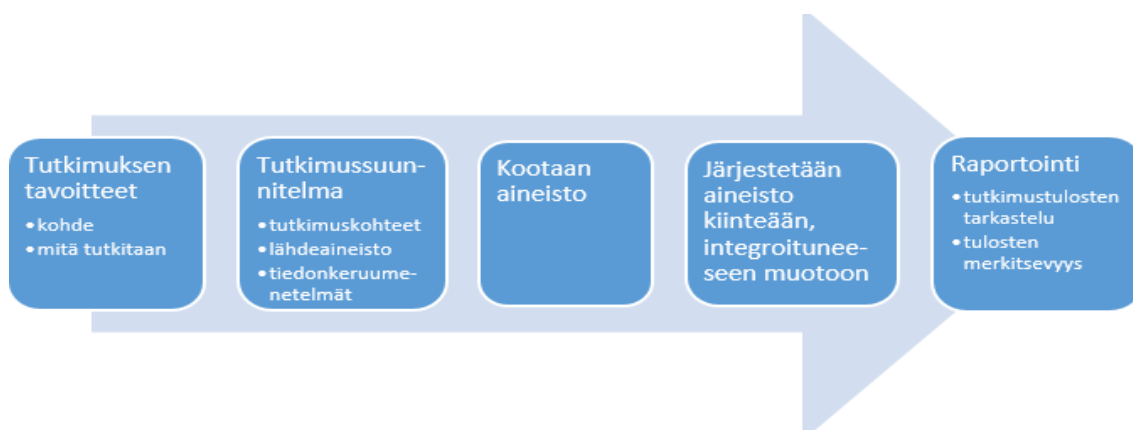 Tutkimuksen
tavoitteet
•kohde
•mitä tutkitaan
Tutkimussuun-
nitelma
•tutkimuskohteet
•lähdeaineisto
•tiedonkeruume-
netelmät
Kootaan
aineisto
Järjestetään
aineisto
kiinteään,
integroitunee-
seen muotoon
Raportointi
•tutkimustulosten
tarkastelu
•tulosten
merkitsevyys